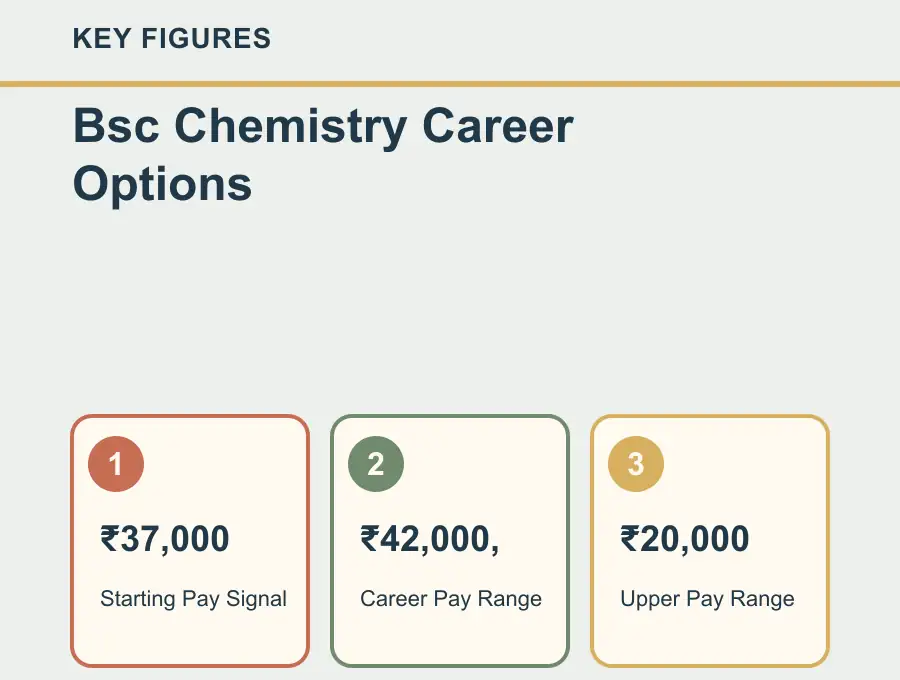 KEY FIGURES
Bsc Chemistry Career
Options
1
₹37,000
Starting Pay Signal
2
₹42,000,
Career Pay Range
3
₹20,000
Upper Pay Range